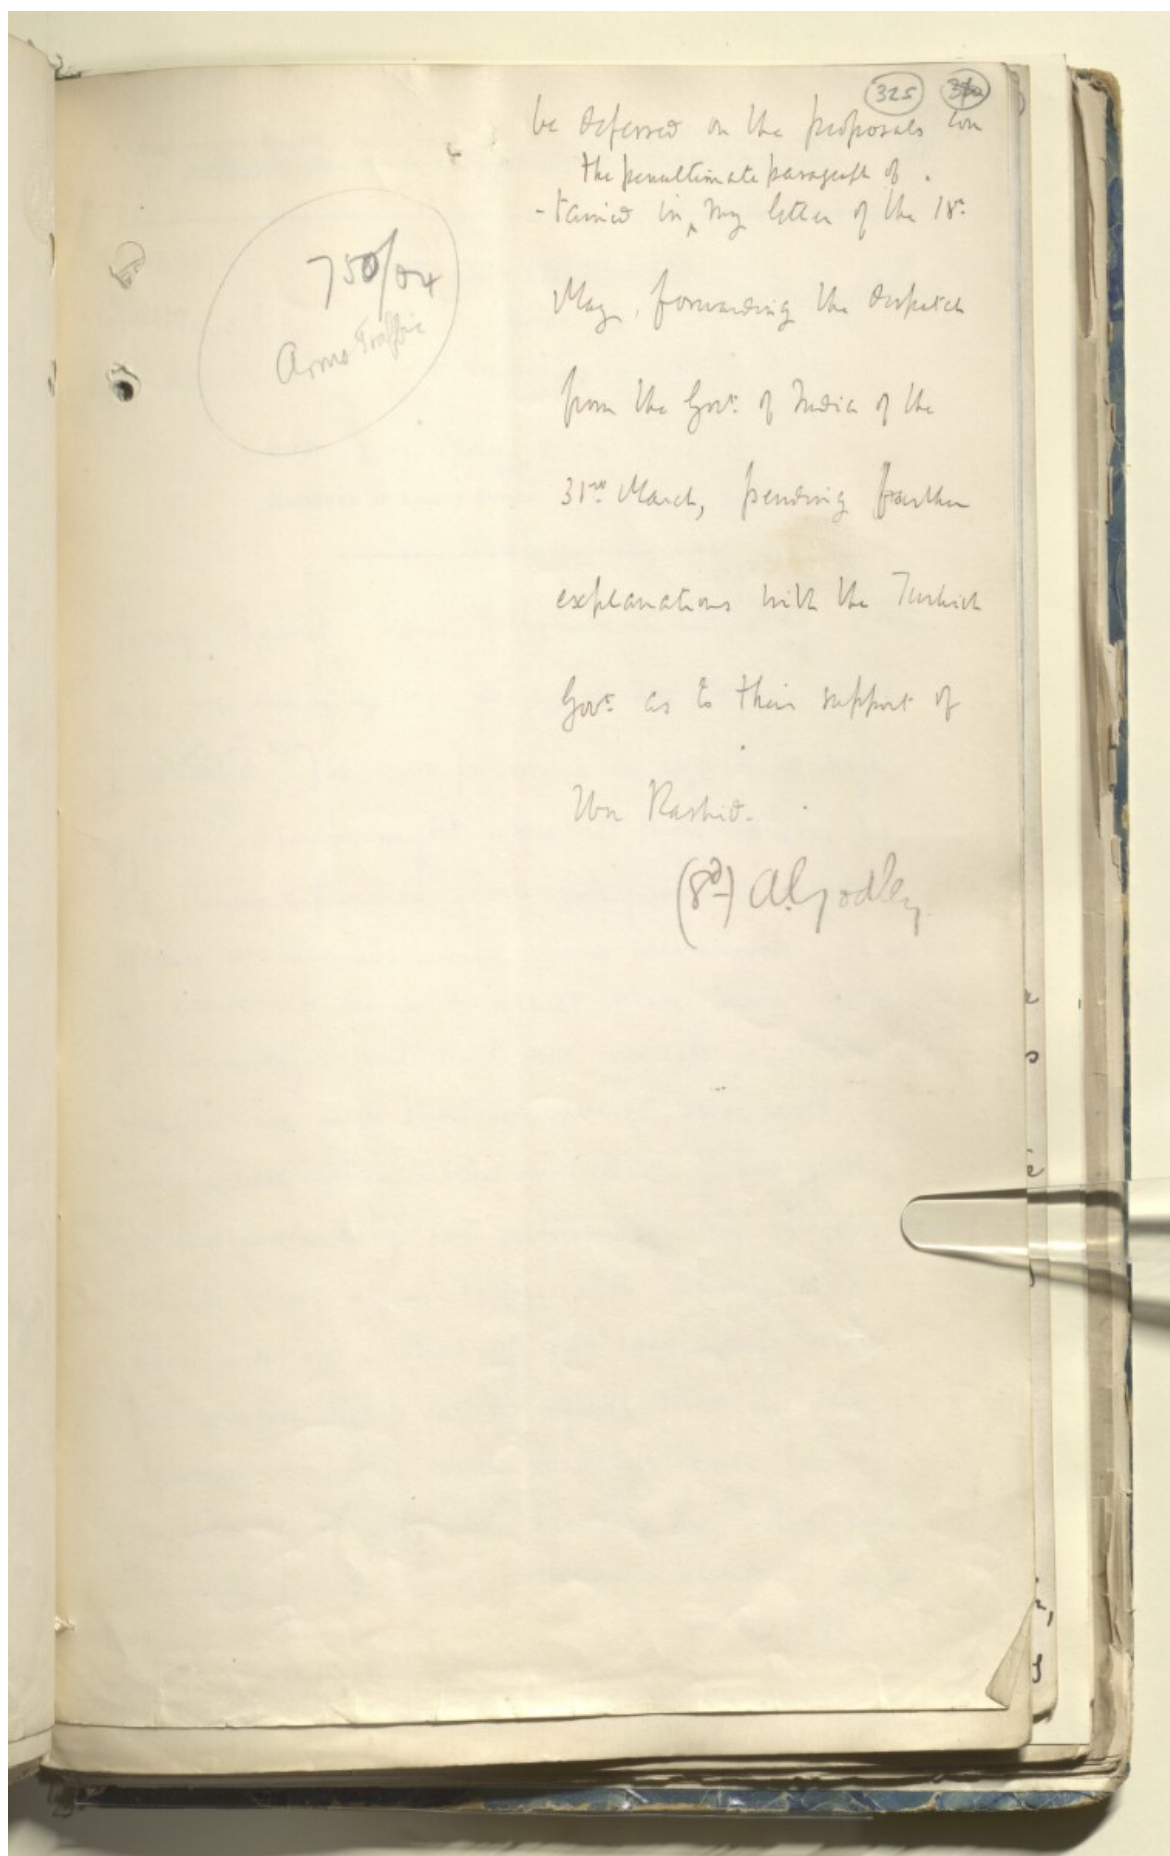 325
be deferred on the proposals con
the penultimate paragraph of
-tained in ^ my letter of the 18th
May, forwarding the despatch
from the Govt. of India of the
31st March, pending further
explanations with the Turkish
Govt as to their support of
Ibn Rashid.
(Sd) A Godley
750/04
Arms Traffic